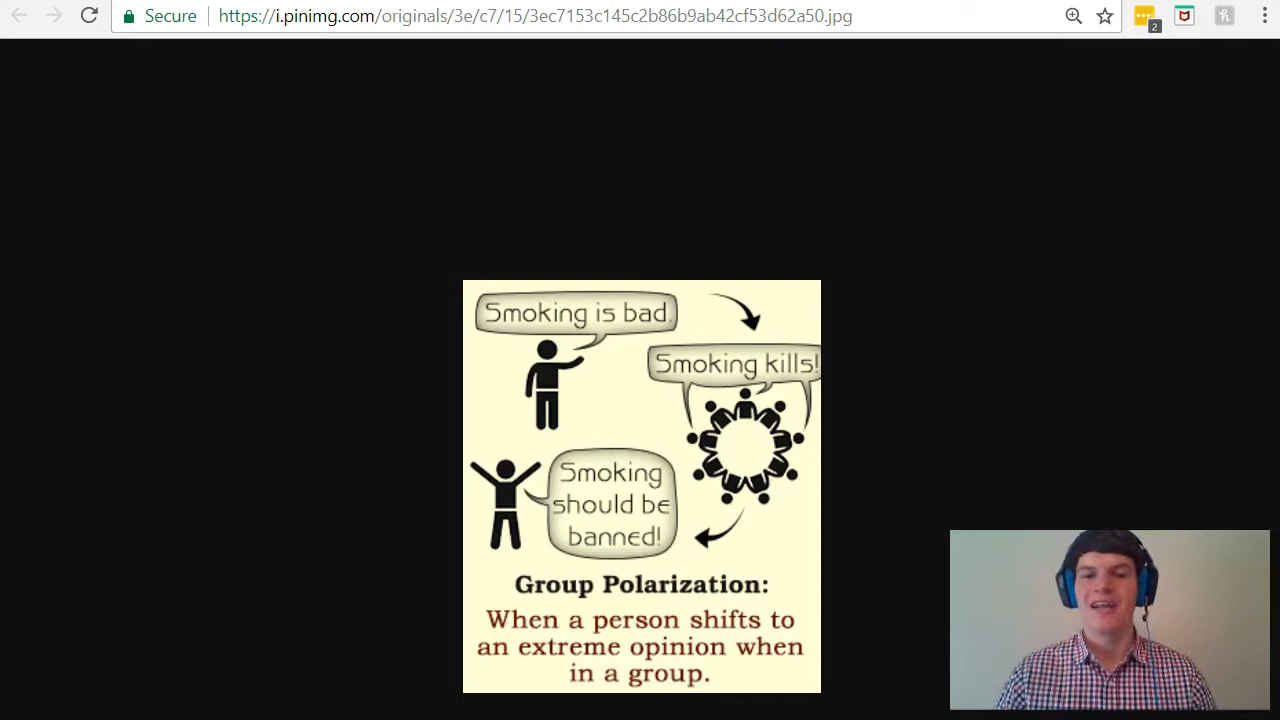 Secure
https://i.pinimg.com/originals/3e/c7/15/3ec7153c145c2b86b9ab42cf53d62a50.jpg
2
Smoking is bad.
Smoking kills!
Smoking
should be
banned!
Group Polarization:
When a person shifts to
an extreme opinion when
in a group.